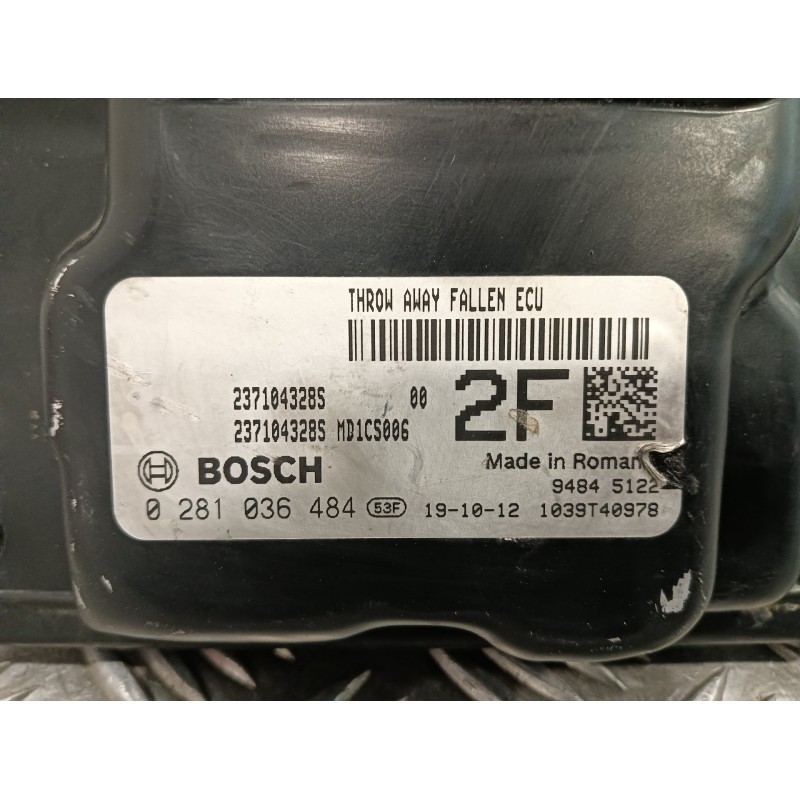 THROW AWAY FALLEN ECU
237104328S 00
237104328S MD1CS006
2F
BOSCH
Made in Roman
9484 5122
0 281 036 484 53F 19-10-12 1039T40978